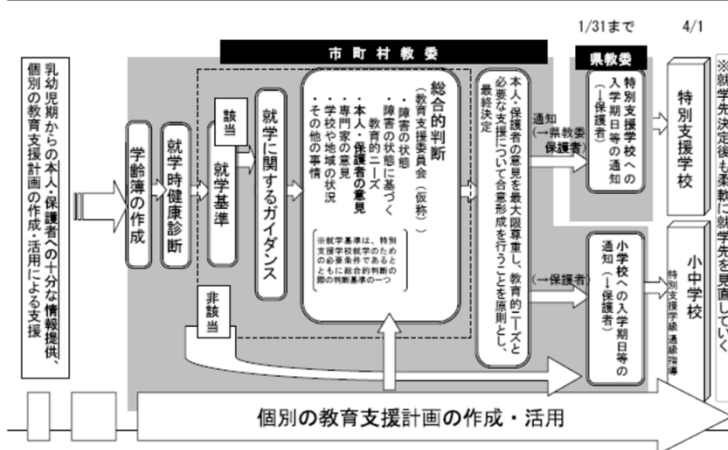 1/31まで
4/1
市町村教委
県教委
乳幼児期からの本人・保護者への十分な情報提供、
個別の教育支援計画の作成・活用による支援
学齢簿の作成
就学時健康診断
就学基準
該当
非該当
就学に関するガイダンス
総合的判断
(教育支援委員会(仮称))
・障害の状態
・障害の状態に基づく
教育的ニーズ
・本人・保護者の意見
・専門家の意見
・学校や地域の状況
・その他の事情
※就学基準は、特別
支援学校就学のため
の必要条件であると
ともに総合的判断の
際の判断基準の一つ
本人・保護者の意見を最大限尊重し、教育的ニーズと
必要な支援について合意形成を行うことを原則とし、
最終決定
通知
(→県教委
保護者)
(→保護者)
特別支援学校への
入学期日等の通知
(↓保護者)
小学校への入学期日等の
通知(↓保護者)
特別支援学校
小中学校
特別支援学級 通級指導
※就学先決定後も柔軟に就学先を見直していく
個別の教育支援計画の作成・活用